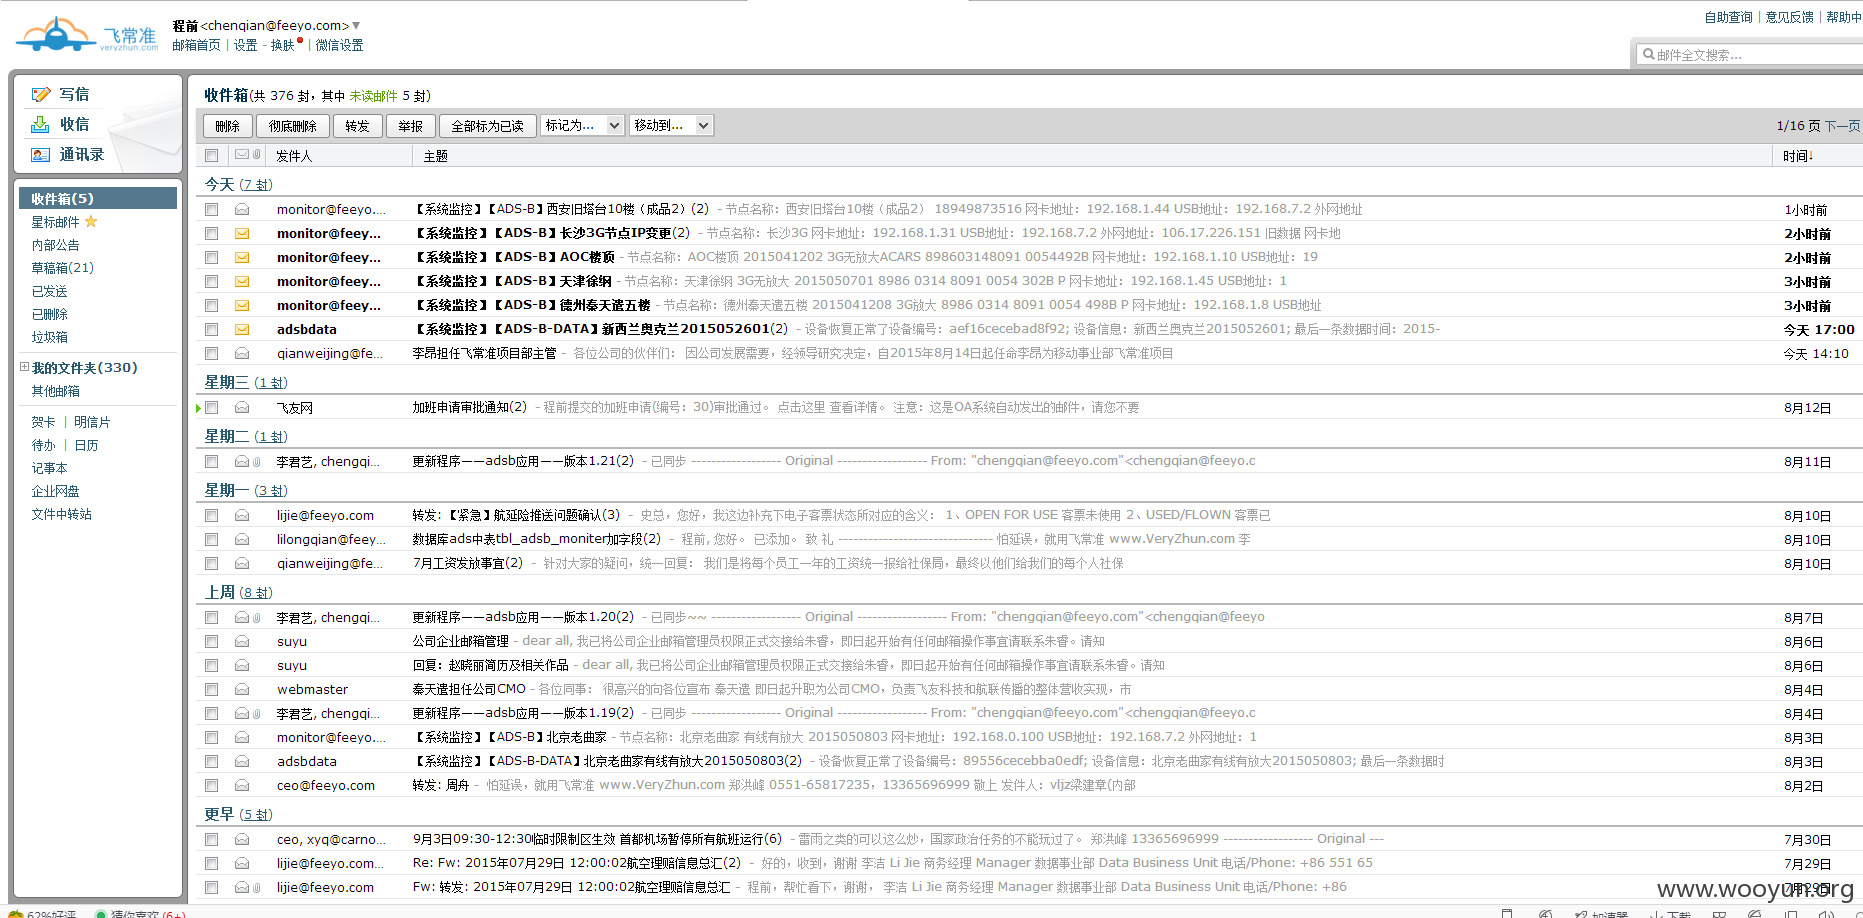 飞常准
veryzhun.com
程前<chenqian@feeyo.com>▼
邮箱首页 | 设置 - 换肤 | 微信设置
自助查询 | 意见反馈 | 帮助中
邮件全文搜索...
写信
收信
通讯录
收件箱(5)
星标邮件
内部公告
草稿箱(21)
已发送
已删除
垃圾箱
我的文件夹(330)
其他邮箱
贺卡 | 明信片
待办 | 日历
记事本
企业网盘
文件中转站
收件箱(共 376 封，其中 未读邮件 5 封)
删除 彻底删除 转发 举报 全部标为已读 标记为... 移动到... 1/16 页 下一页
发件人 主题 时间↓
今天 (7 封)
monitor@feeyo.... 【系统监控】【ADS-B】西安旧塔台10楼（成品2）(2) - 节点名称：西安旧塔台10楼（成品2） 18949873516 网卡地址：192.168.1.44 USB地址：192.168.7.2 外网地址 1小时前
monitor@feey... 【系统监控】【ADS-B】长沙3G节点IP变更(2) - 节点名称：长沙3G 网卡地址：192.168.1.31 USB地址：192.168.7.2 外网地址：106.17.226.151 旧数据 网卡地 2小时前
monitor@feey... 【系统监控】【ADS-B】AOC楼顶 - 节点名称：AOC楼顶 2015041202 3G无放大ACARS 898603148091 0054492B 网卡地址：192.168.1.10 USB地址：19 2小时前
monitor@feey... 【系统监控】【ADS-B】天津徐纲 - 节点名称：天津徐纲 3G无放大 2015050701 8986 0314 8091 0054 302B P 网卡地址：192.168.1.45 USB地址：1 3小时前
monitor@feey... 【系统监控】【ADS-B】德州秦天遣五楼 - 节点名称：德州秦天遣五楼 2015041208 3G放大 8986 0314 8091 0054 498B P 网卡地址：192.168.1.8 USB地址 3小时前
adsbdata 【系统监控】【ADS-B-DATA】新西兰奥克兰2015052601(2) - 设备恢复正常了设备编号：aef16cecebad8f92; 设备信息：新西兰奥克兰2015052601; 最后一条数据时间：2015- 今天 17:00
qianweijing@fe... 李昂担任飞常准项目部主管 - 各位公司的伙伴们： 因公司发展需要，经领导研究决定，自2015年8月14日起任命李昂为移动事业部飞常准项目 今天 14:10
星期三 (1 封)
飞友网 加班申请审批通知(2) - 程前提交的加班申请(编号：30)审批通过。 点击这里 查看详情。 注意：这是OA系统自动发出的邮件，请您不要 8月12日
星期二 (1 封)
李君艺, chengqi... 更新程序——adsb应用——版本1.21(2) - 已同步 ------------------ Original ------------------ From: "chengqian@feeyo.com"<chengqian@feeyo.c 8月11日
星期一 (3 封)
lijie@feeyo.com 转发:【紧急】航延险推送问题确认(3) - 史总，您好，我这边补充下电子客票状态所对应的含义： 1、OPEN FOR USE 客票未使用 2、USED/FLOWN 客票已 8月10日
lilongqian@feey... 数据库ads中表tbl_adsb_moniter加字段(2) - 程前, 您好。 已添加。 致 礼 ------------------------------- 怕延误，就用飞常准 www.VeryZhun.com 李 8月10日
qianweijing@fe... 7月工资发放事宜(2) - 针对大家的疑问，统一回复： 我们是将每个员工一年的工资统一报给社保局，最终以他们给我们的每个人社保 8月10日
上周 (8 封)
李君艺, chengqi... 更新程序——adsb应用——版本1.20(2) - 已同步~~ ------------------ Original ------------------ From: "chengqian@feeyo.com"<chengqian@feeyo 8月7日
suyu 公司企业邮箱管理 - dear all, 我已将公司企业邮箱管理员权限正式交接给朱睿，即日起开始有任何邮箱操作事宜请联系朱睿。请知 8月6日
suyu 回复：赵晓丽简历及相关作品 - dear all, 我已将公司企业邮箱管理员权限正式交接给朱睿，即日起开始有任何邮箱操作事宜请联系朱睿。请知 8月6日
webmaster 秦天遣担任公司CMO - 各位同事： 很高兴的向各位宣布 秦天遣 即日起升职为公司CMO，负责飞友科技和航联传播的整体营收实现，市 8月4日
李君艺, chengqi... 更新程序——adsb应用——版本1.19(2) - 已同步 ------------------ Original ------------------ From: "chengqian@feeyo.com"<chengqian@feeyo.c 8月4日
monitor@feeyo.... 【系统监控】【ADS-B】北京老曲家 - 节点名称：北京老曲家 有线有放大 2015050803 网卡地址：192.168.0.100 USB地址：192.168.7.2 外网地址：1 8月3日
adsbdata 【系统监控】【ADS-B-DATA】北京老曲家有线有放大2015050803(2) - 设备恢复正常了设备编号：89556cecebba0edf; 设备信息：北京老曲家有线有放大2015050803; 最后一条数据时 8月3日
ceo@feeyo.com 转发: 周舟 - 怕延误，就用飞常准 www.VeryZhun.com 郑洪峰 0551-65817235，13365696999 敬上 发件人：vljz梁建章(内部 8月2日
更早 (5 封)
ceo, xyq@carno... 9月3日09:30-12:30临时限制区生效 首都机场暂停所有航班运行(6) - 雷雨之类的可以这么炒，国家政治任务的不能玩过了。 郑洪峰 13365696999 ------------------ Original --- 7月30日
lijie@feeyo.com... Re: Fw: 2015年07月29日 12:00:02航空理赔信息总汇(2) - 好的，收到，谢谢 李洁 Li Jie 商务经理 Manager 数据事业部 Data Business Unit 电话/Phone: +86 551 65 7月29日
lijie@feeyo.com Fw: 转发: 2015年07月29日 12:00:02航空理赔信息总汇 - 程前，帮忙看下，谢谢， 李洁 Li Jie 商务经理 Manager 数据事业部 Data Business Unit 电话/Phone: +86 7月29日
www.wooyun.org
62%好评 猜你喜欢 (6+) 加速器 下载